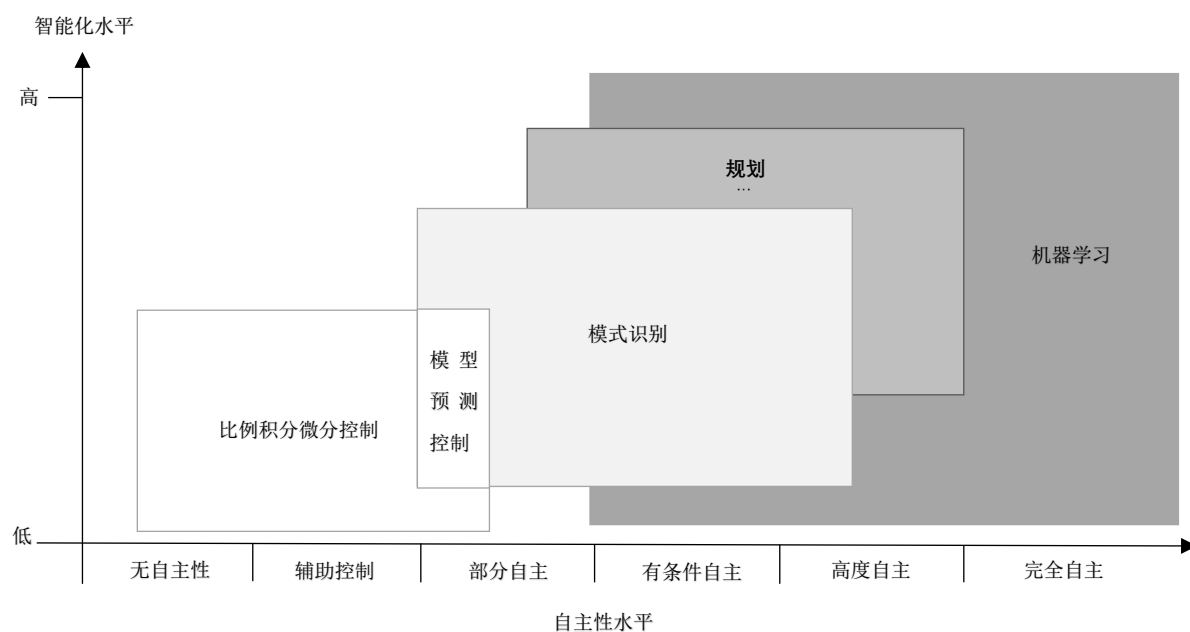 智能化水平
高
规划
…
机器学习
模式识别
模 型
预 测
控制
比例积分微分控制
低
无自主性
辅助控制
部分自主
有条件自主
高度自主
完全自主
自主性水平